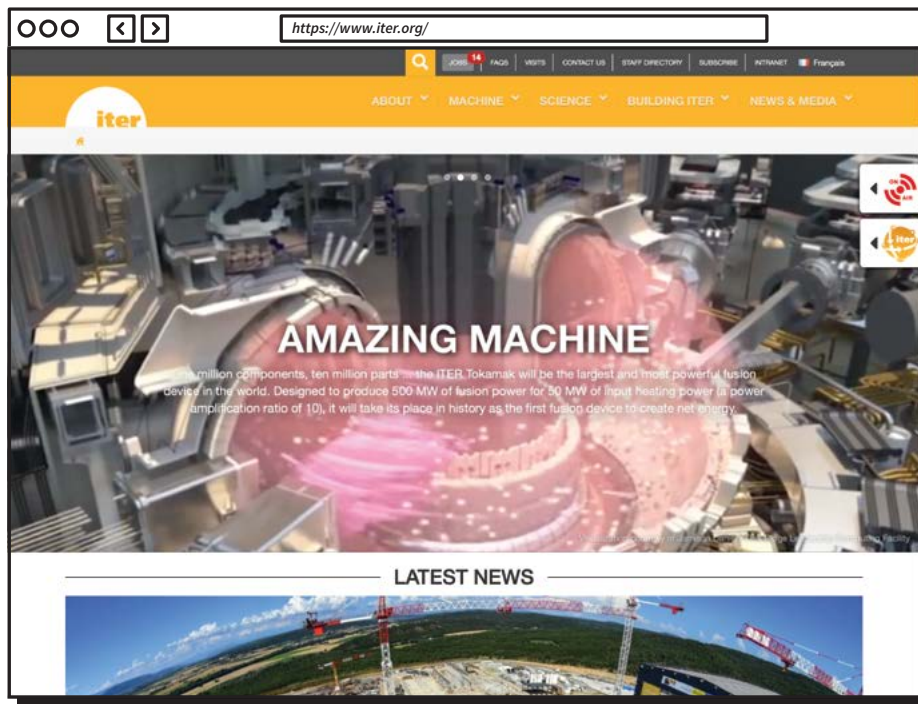 https://www.iter.org/
JOBS 14 FAQS VISITS CONTACT US STAFF DIRECTORY SUBSCRIBE INTRANET Français
ABOUT MACHINE SCIENCE BUILDING ITER NEWS & MEDIA
iter
ON AIR
iter
AMAZING MACHINE
million components, ten million parts ... the ITER Tokamak will be the largest and most powerful fusion
device in the world. Designed to produce 500 MW of fusion power for 50 MW of input heating power (a power
amplification ratio of 10), it will take its place in history as the first fusion device to create net energy.
Facility
LATEST NEWS